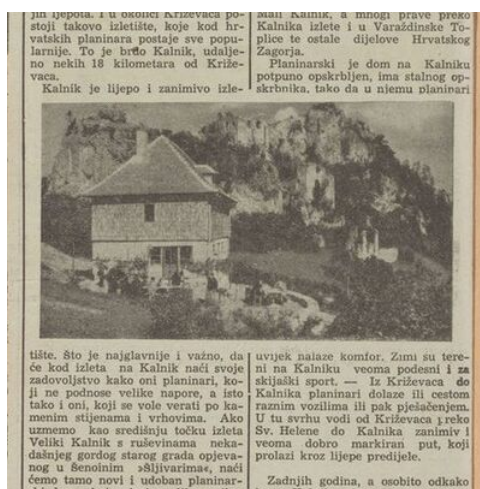 jih ljepota. I u okolici Križevaca po-
stoji takovo izletište, koje kod hr-
vatskih planinara postaje sve popu-
larnije. To je brdo Kalnik, udalje-
no nekih 18 kilometara od Križe-
vaca.
Kalnik je lijepo i zanimivo izle-
tište. Što je najglavnije i važno, da
će kod izleta na Kalnik naći svoje
zadovoljstvo kako oni planinari, ko-
ji ne podnose velike napore, a isto
tako i oni, koji se vole verati po ka-
menim stijenama i vrhovima. Ako
uzmemo kao središnju točku izleta
Veliki Kalnik s ruševinama neka-
dašnjeg gordog starog grada opjeva-
nog u Šenoinim »Šljivarima«, naći
ćemo tamo novi i udoban planinar-
Mali Kalnik, a mnogi prave preko
Kalnika izlete i u Varaždinske To-
plice te ostale dijelove Hrvatskog
Zagorja.
Planinarski je dom na Kalniku
potpuno opskrbljen, ima stalnog op-
skrbnika, tako da u njemu planinari
uvijek nalaze komfor. Zimi su tere-
ni na Kalniku veoma podesni i za
skijaški sport. — Iz Križevaca do
Kalnika planinari dolaze ili cestom
raznim vozilima ili pak pješačenjem.
U tu svrhu vodi od Križevaca preko
Sv. Helene do Kalnika zanimiv i
veoma dobro markiran put, koji
prolazi kroz lijepe predijele.
Zadnjih godina, a osobito odkako